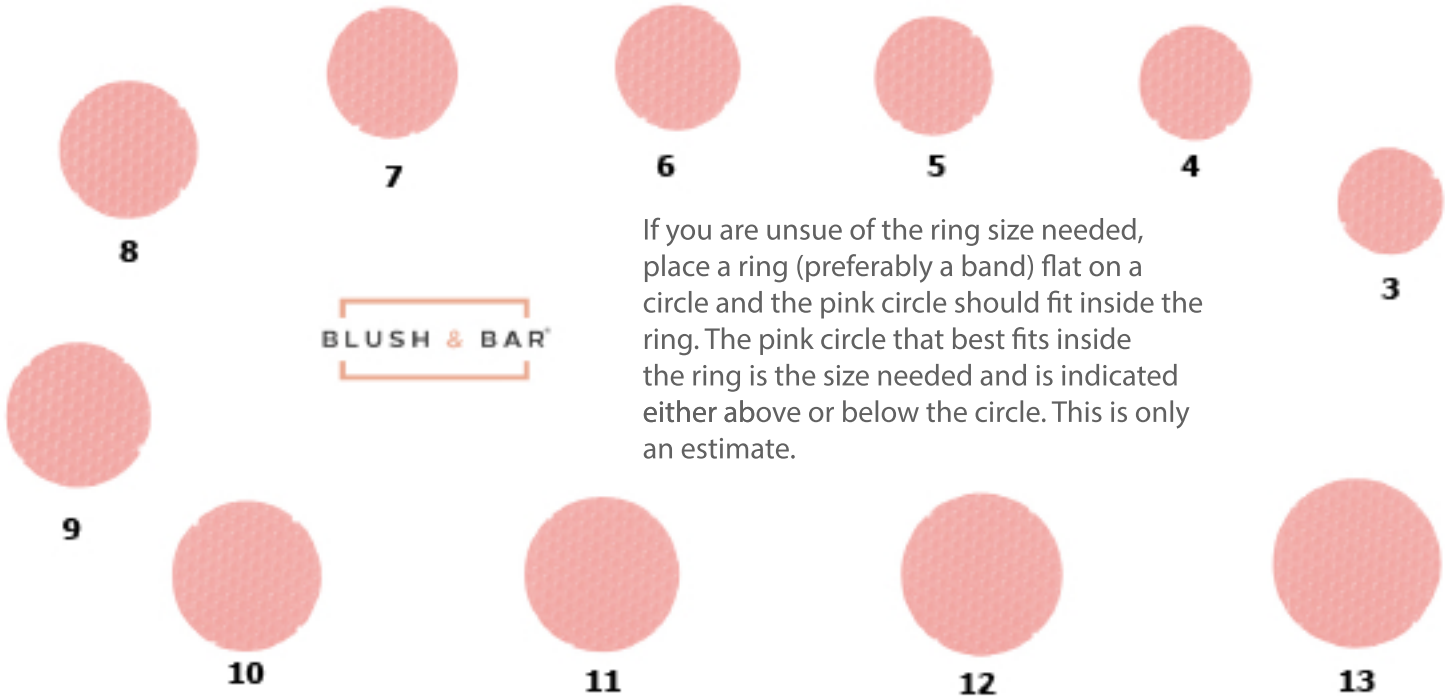 7
6
5
4
8
3
If you are unsue of the ring size needed,
place a ring (preferably a band) flat on a
circle and the pink circle should fit inside the
ring. The pink circle that best fits inside
the ring is the size needed and is indicated
either above or below the circle. This is only
an estimate.
BLUSH & BAR®
9
10
11
12
13